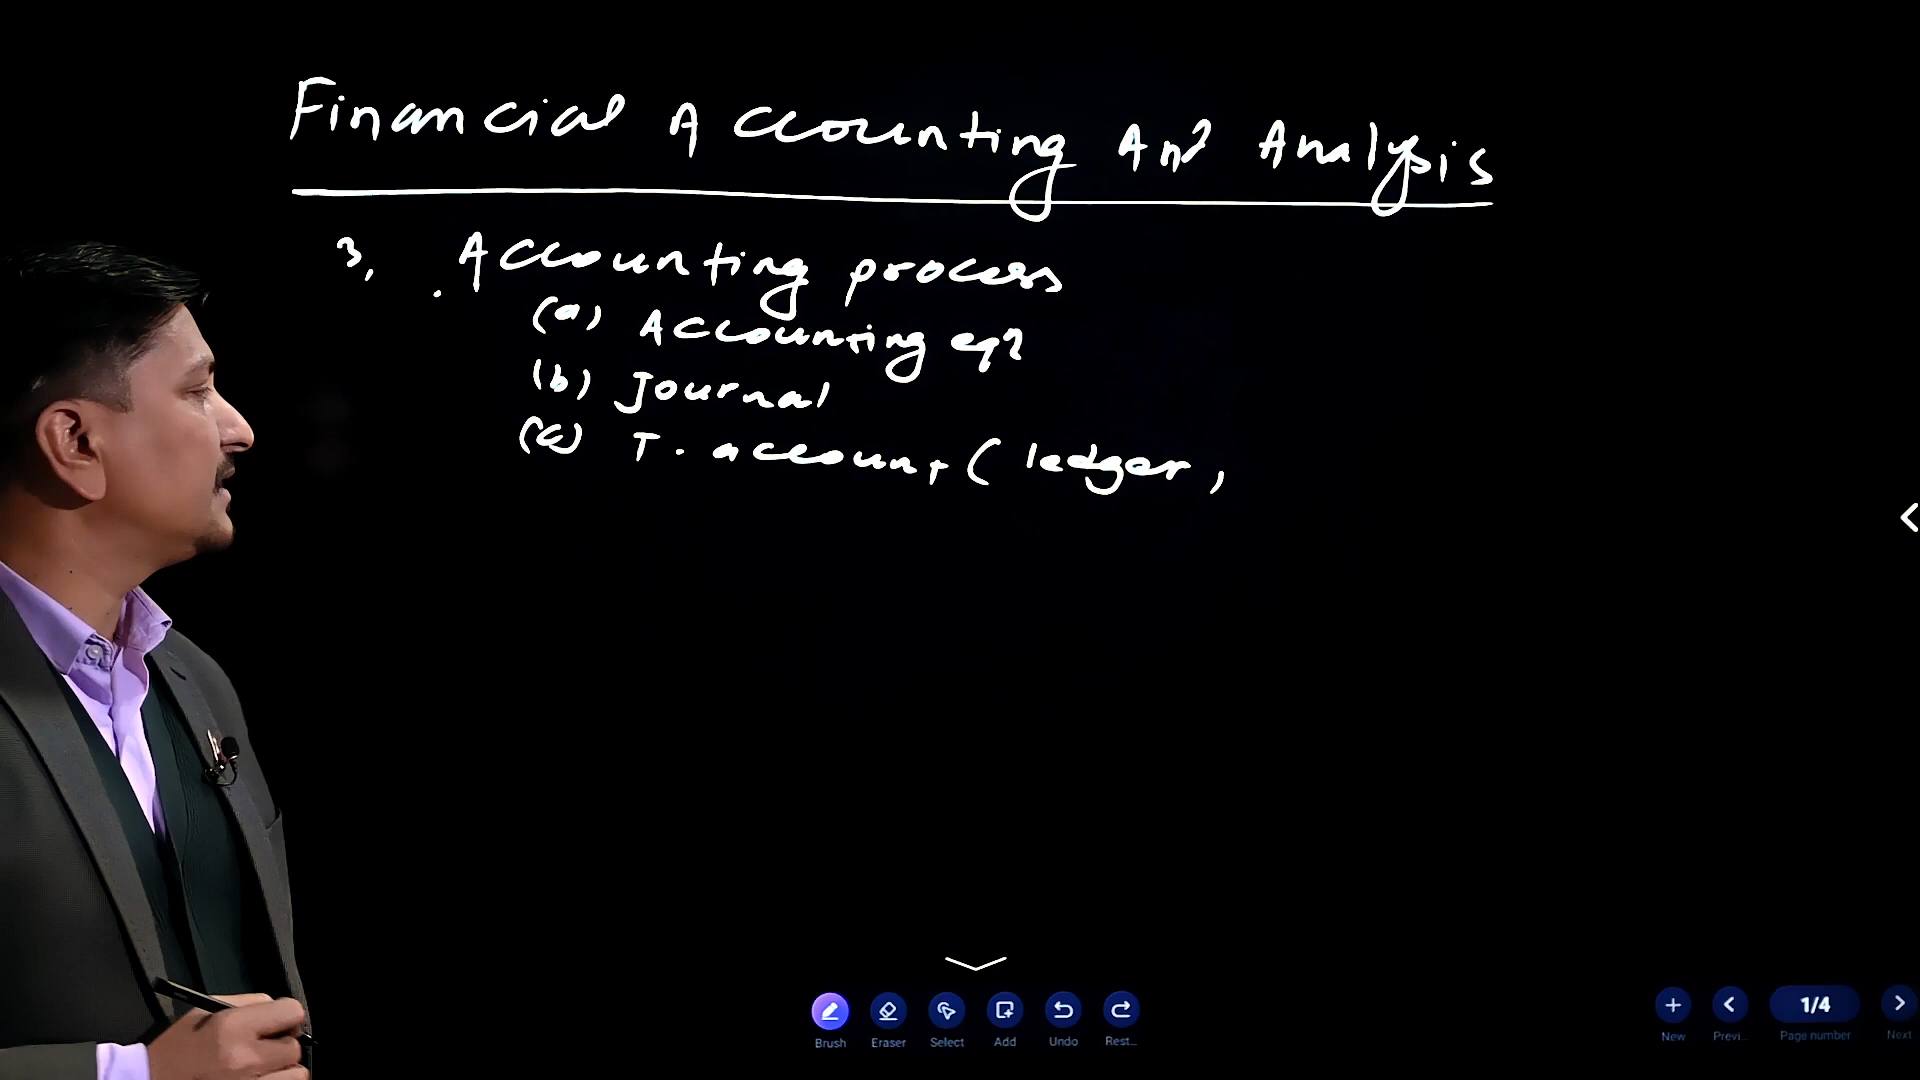 Financial Accounting And Analysis
3, . Accounting process
(a) Accounting eqn
(b) Journal
(c) T. account ( ledger,
Brush
Eraser
Select
Add
Undo
Rest...
New
Previ...
1/4
Page number
Next